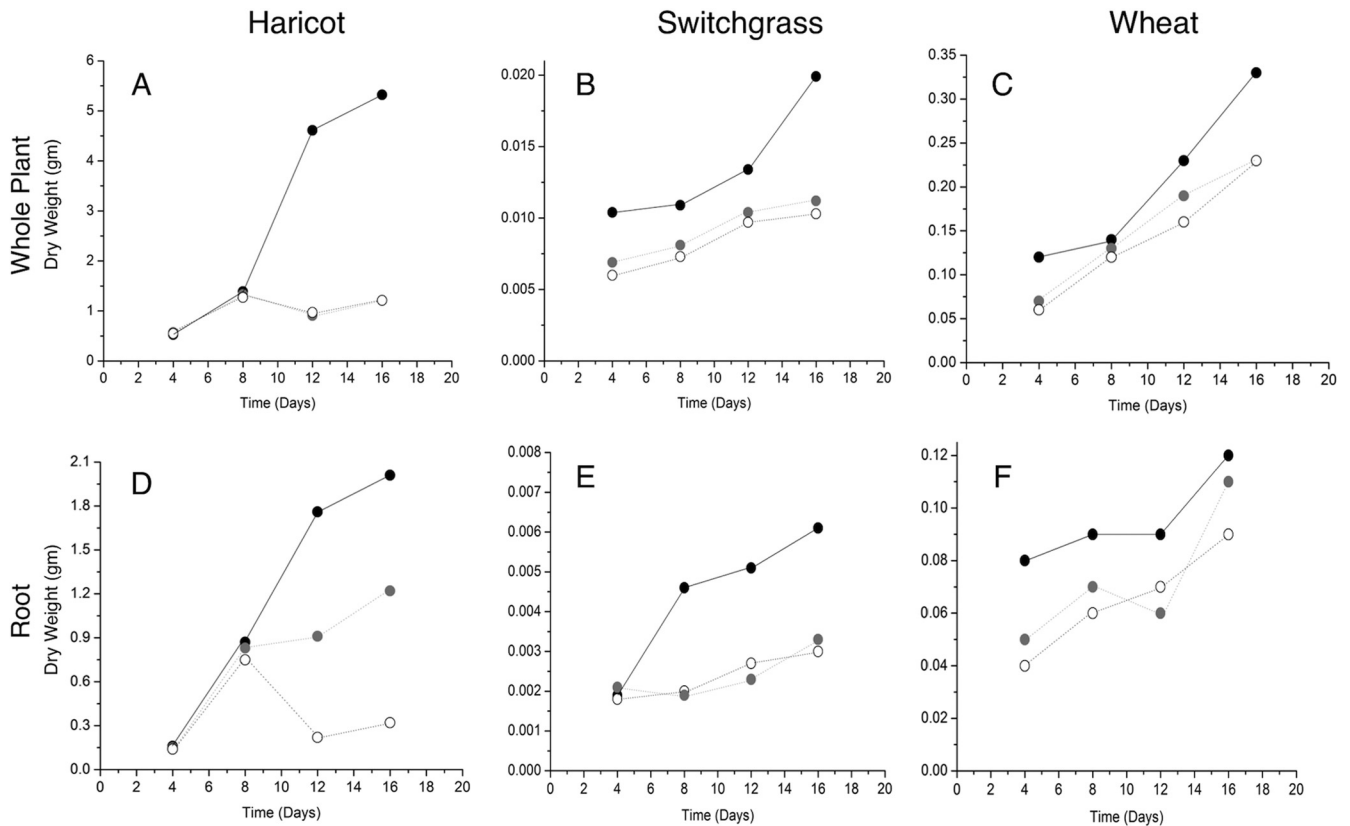 Haricot Switchgrass Wheat
Whole Plant
Dry Weight (gm)
A
6
5
4
3
2
1
0
0 2 4 6 8 10 12 14 16 18 20
Time (Days)
B
0.020
0.015
0.010
0.005
0.000
0 2 4 6 8 10 12 14 16 18 20
Time (Days)
C
0.35
0.30
0.25
0.20
0.15
0.10
0.05
0.00
0 2 4 6 8 10 12 14 16 18 20
Time (Days)
Root
Dry Weight (gm)
D
2.1
1.8
1.5
1.2
0.9
0.6
0.3
0.0
0 2 4 6 8 10 12 14 16 18 20
Time (Days)
E
0.008
0.007
0.006
0.005
0.004
0.003
0.002
0.001
0.000
0 2 4 6 8 10 12 14 16 18 20
Time (Days)
F
0.12
0.10
0.08
0.06
0.04
0.02
0.00
0 2 4 6 8 10 12 14 16 18 20
Time (Days)